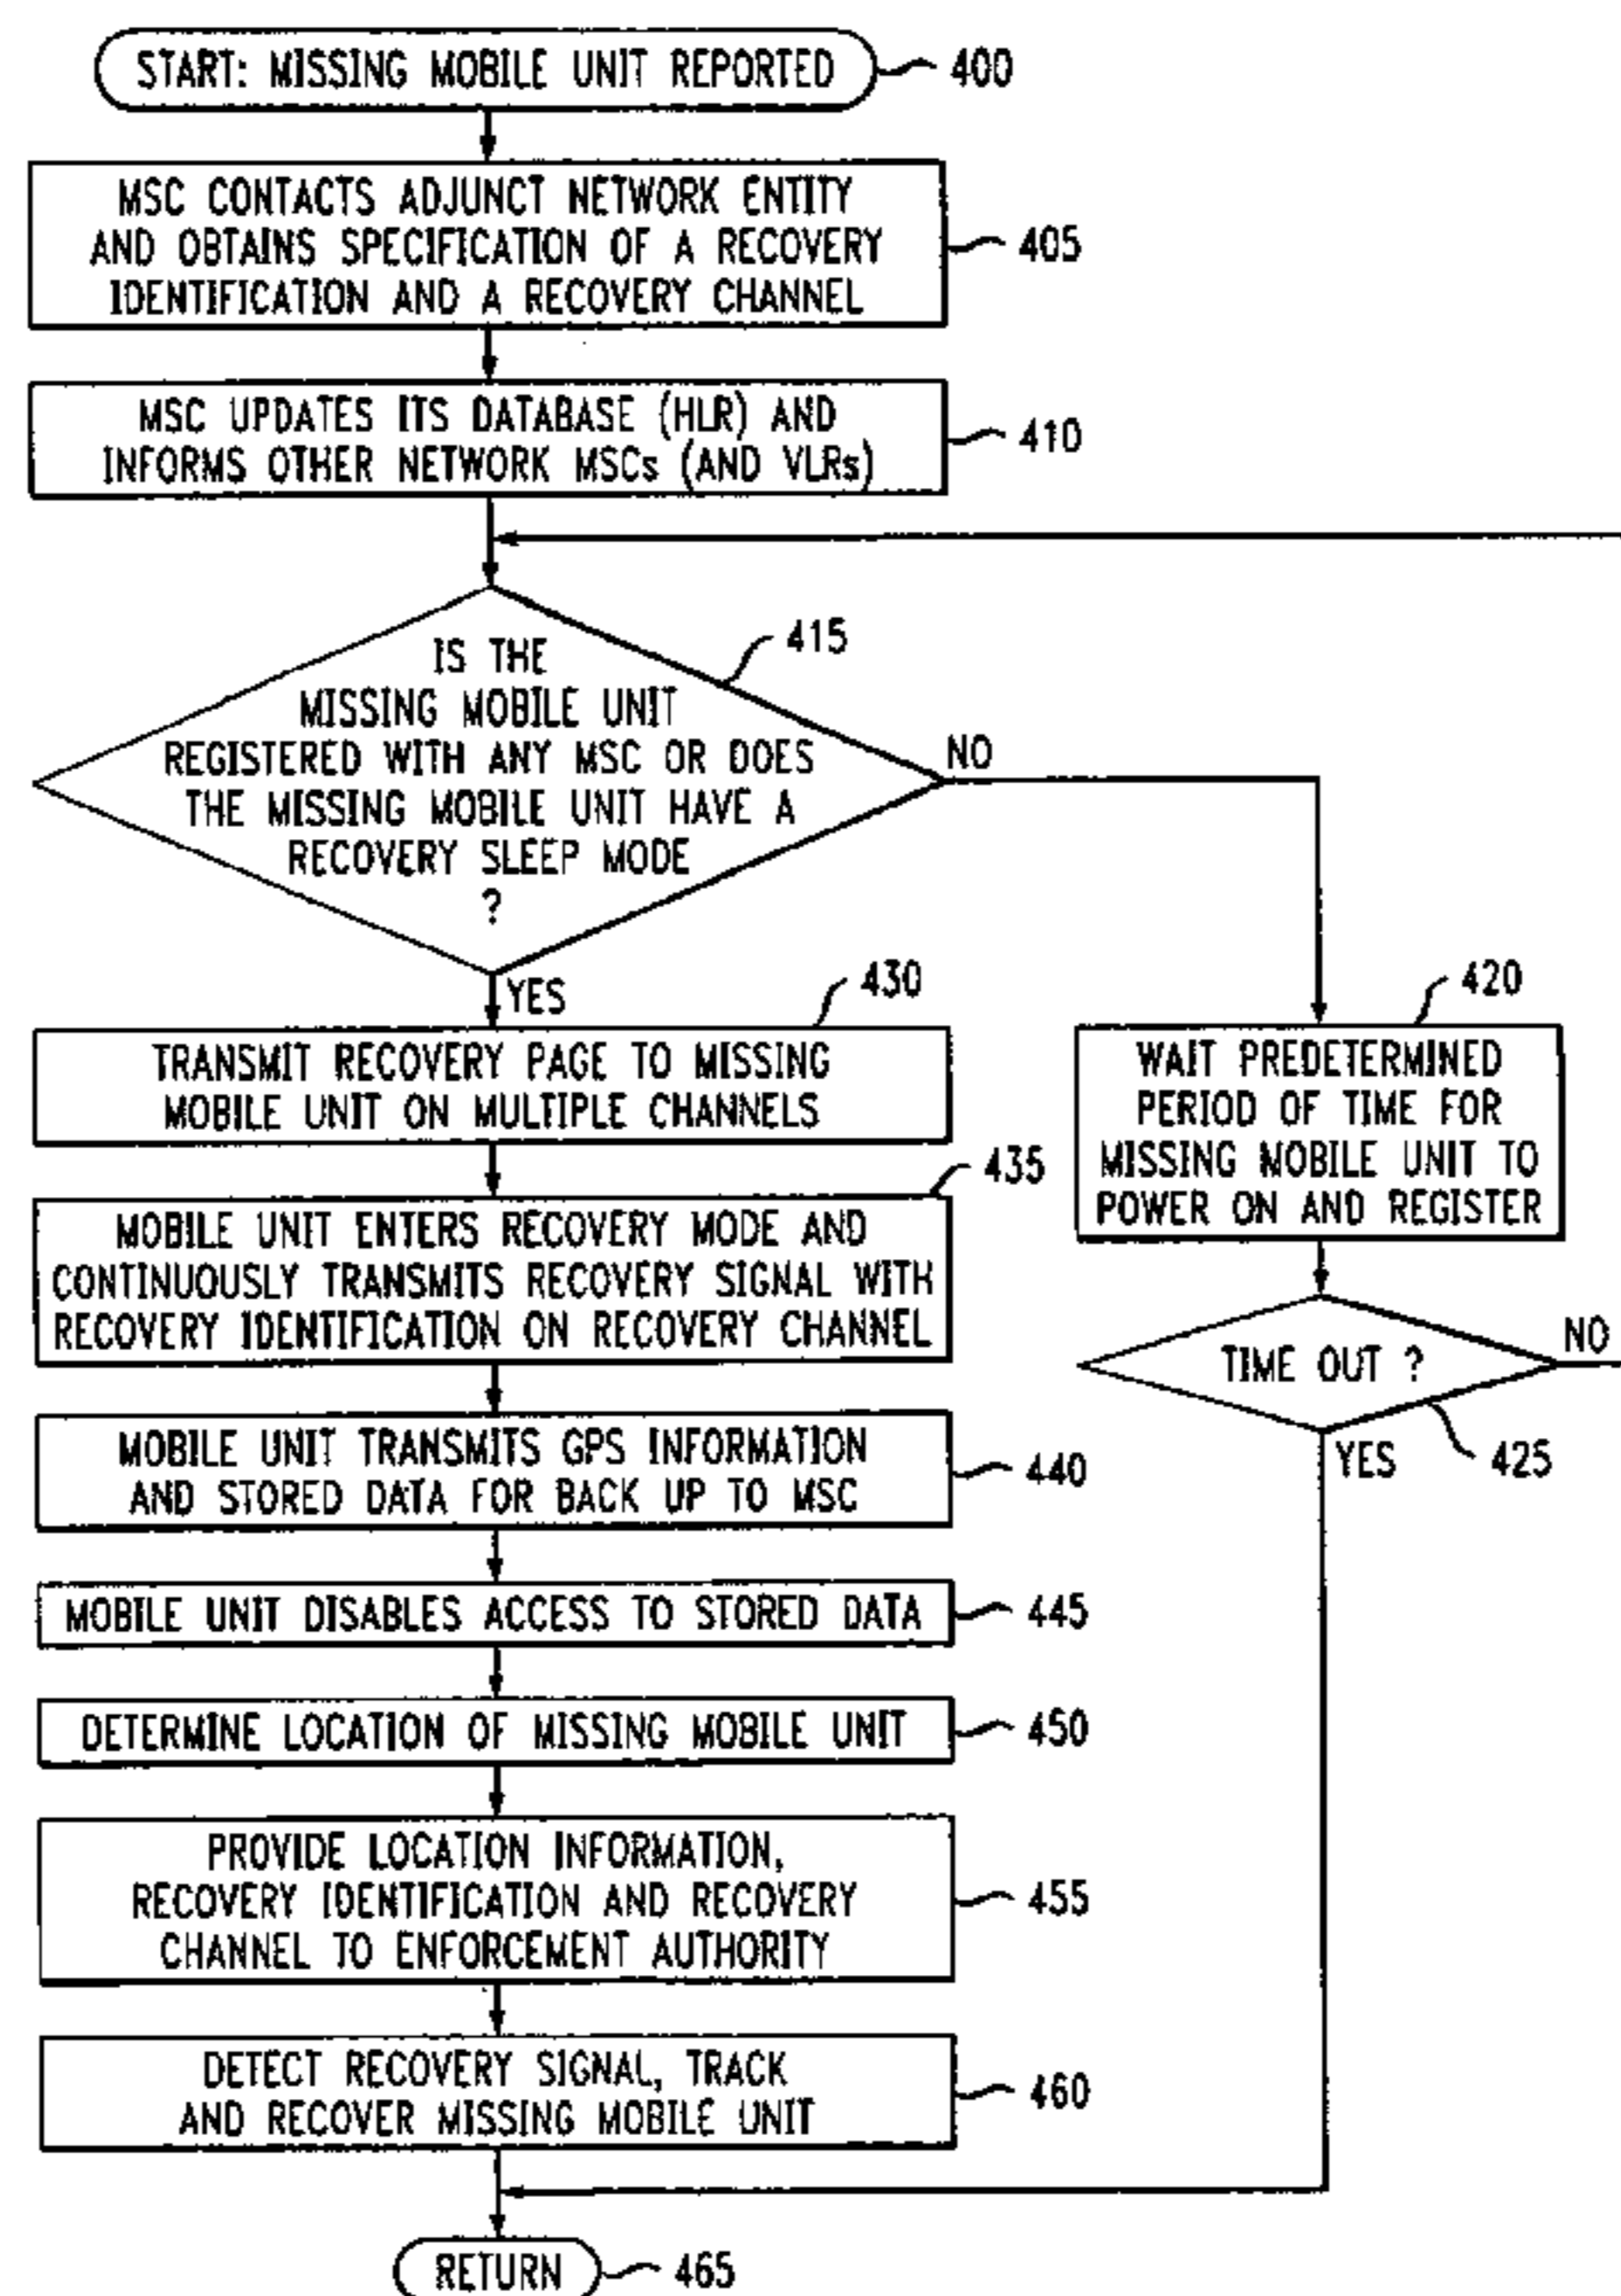 START: MISSING MOBILE UNIT REPORTED
400
MSC CONTACTS ADJUNCT NETWORK ENTITY
AND OBTAINS SPECIFICATION OF A RECOVERY
IDENTIFICATION AND A RECOVERY CHANNEL
405
MSC UPDATES ITS DATABASE (HLR) AND
INFORMS OTHER NETWORK MSCs (AND VLRs)
410
IS THE
MISSING MOBILE UNIT
REGISTERED WITH ANY MSC OR DOES
THE MISSING MOBILE UNIT HAVE A
RECOVERY SLEEP MODE
?
415
NO
YES
430
TRANSMIT RECOVERY PAGE TO MISSING
MOBILE UNIT ON MULTIPLE CHANNELS
420
WAIT PREDETERMINED
PERIOD OF TIME FOR
MISSING MOBILE UNIT TO
POWER ON AND REGISTER
435
MOBILE UNIT ENTERS RECOVERY MODE AND
CONTINUOUSLY TRANSMITS RECOVERY SIGNAL WITH
RECOVERY IDENTIFICATION ON RECOVERY CHANNEL
TIME OUT ?
NO
YES
425
MOBILE UNIT TRANSMITS GPS INFORMATION
AND STORED DATA FOR BACK UP TO MSC
440
MOBILE UNIT DISABLES ACCESS TO STORED DATA
445
DETERMINE LOCATION OF MISSING MOBILE UNIT
450
PROVIDE LOCATION INFORMATION,
RECOVERY IDENTIFICATION AND RECOVERY
CHANNEL TO ENFORCEMENT AUTHORITY
455
DETECT RECOVERY SIGNAL, TRACK
AND RECOVER MISSING MOBILE UNIT
460
RETURN
465